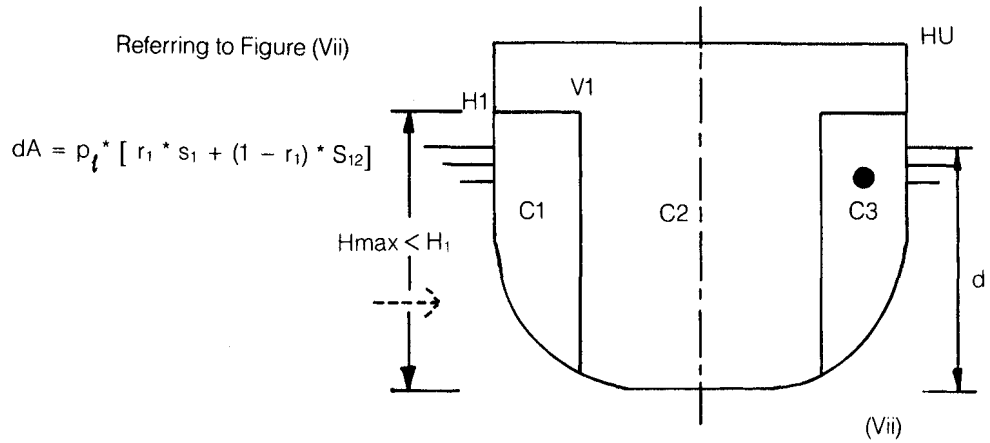 Referring to Figure (Vii)
HU
V1
H1
dA = pℓ* [ r₁ * s₁ + (1 – r₁) * S₁₂]
C1
C2
C3
Hmax < H₁
d
(Vii)